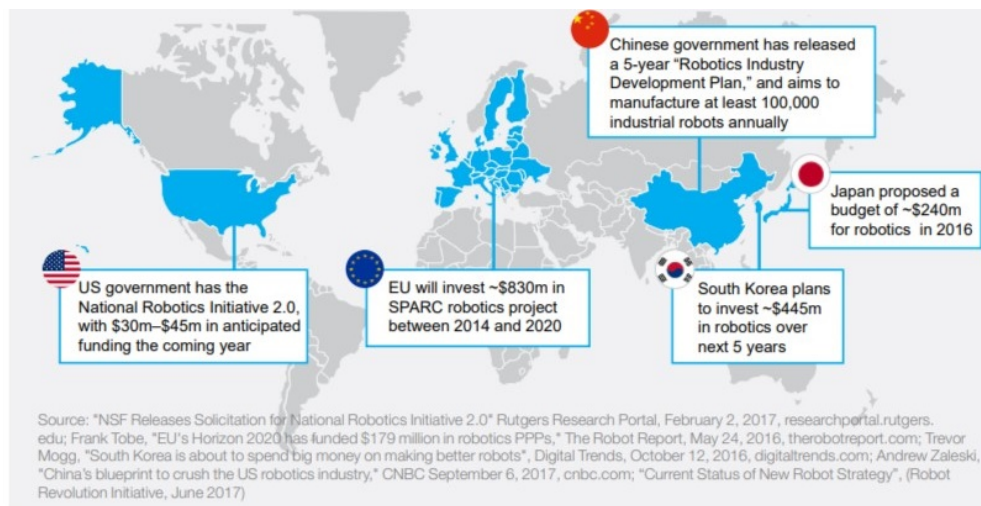 Chinese government has released
a 5-year “Robotics Industry
Development Plan,” and aims to
manufacture at least 100,000
industrial robots annually
Japan proposed a
budget of ~$240m
for robotics in 2016
US government has the
National Robotics Initiative 2.0,
with $30m–$45m in anticipated
funding the coming year
EU will invest ~$830m in
SPARC robotics project
between 2014 and 2020
South Korea plans
to invest ~$445m
in robotics over
next 5 years
Source: "NSF Releases Solicitation for National Robotics Initiative 2.0" Rutgers Research Portal, February 2, 2017, researchportal.rutgers.
edu; Frank Tobe, "EU's Horizon 2020 has funded $179 million in robotics PPPs," The Robot Report, May 24, 2016, therobotreport.com; Trevor
Mogg, "South Korea is about to spend big money on making better robots", Digital Trends, October 12, 2016, digitaltrends.com; Andrew Zaleski,
"China's blueprint to crush the US robotics industry," CNBC September 6, 2017, cnbc.com; “Current Status of New Robot Strategy”, (Robot
Revolution Initiative, June 2017)